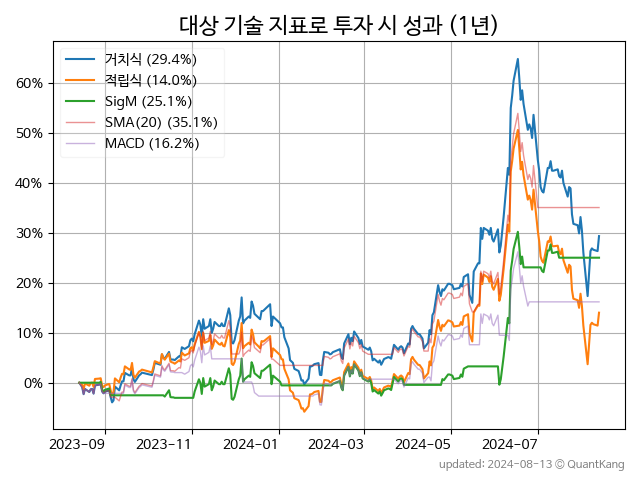 대상 기술 지표로 투자 시 성과 (1년)
거치식 (29.4%)
적립식 (14.0%)
SigM (25.1%)
SMA(20) (35.1%)
MACD (16.2%)
60%
50%
40%
30%
20%
10%
0%
2023-09 2023-11 2024-01 2024-03 2024-05 2024-07
updated: 2024-08-13 © QuantKang